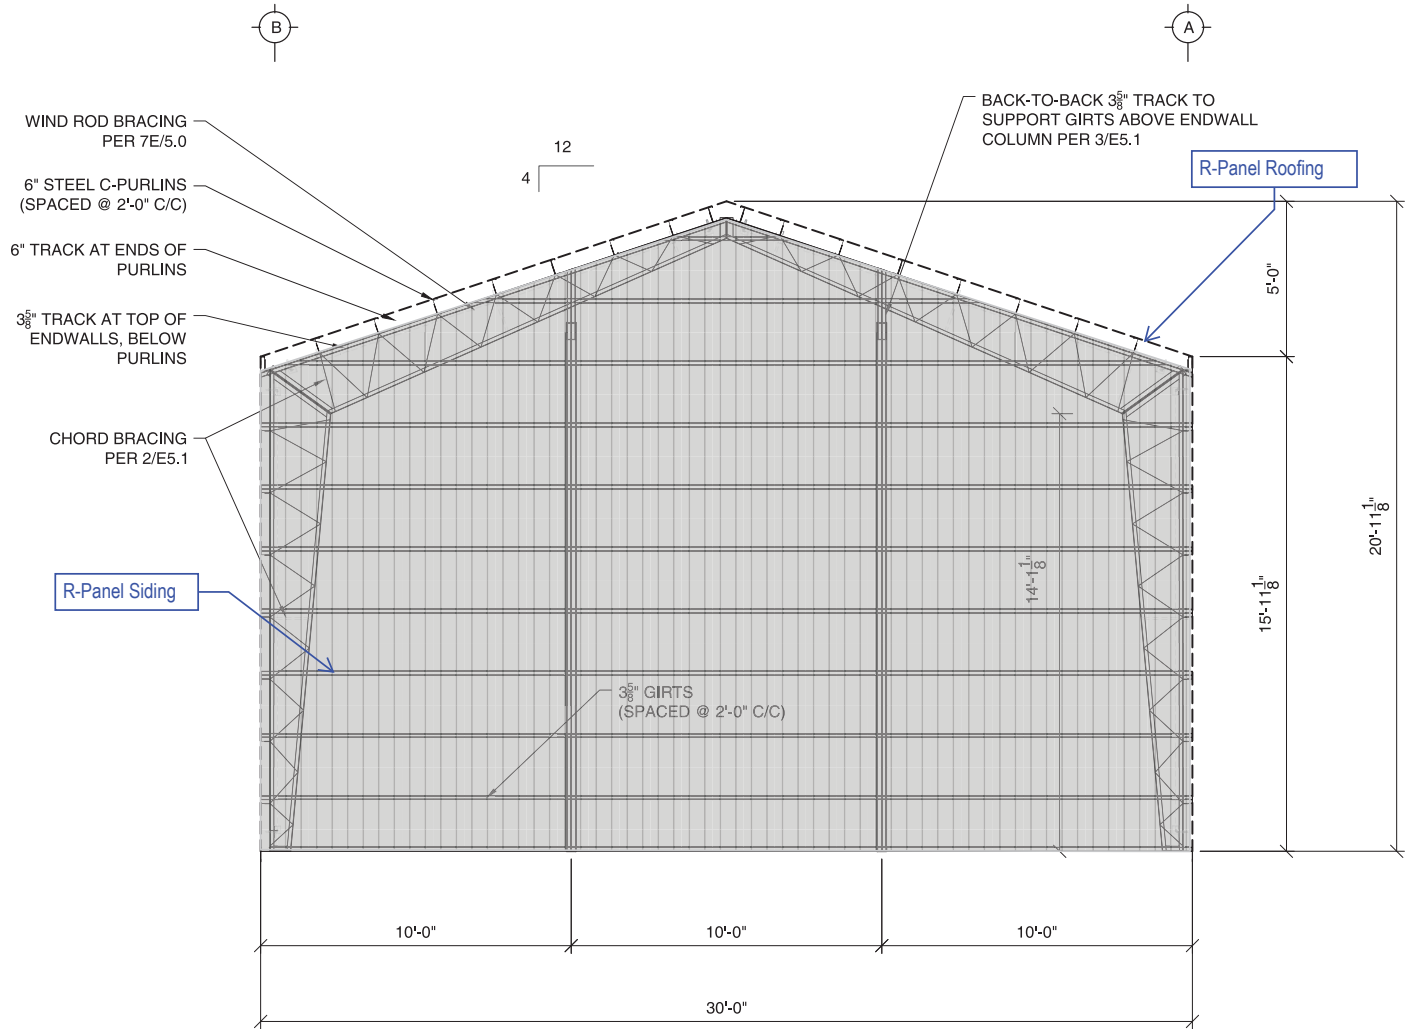 B
A
WIND ROD BRACING
PER 7E/5.0
6" STEEL C-PURLINS
(SPACED @ 2'-0" C/C)
6" TRACK AT ENDS OF
PURLINS
3⅝" TRACK AT TOP OF
ENDWALLS, BELOW
PURLINS
CHORD BRACING
PER 2/E5.1
R-Panel Siding
12
4
BACK-TO-BACK 3⅝" TRACK TO
SUPPORT GIRTS ABOVE ENDWALL
COLUMN PER 3/E5.1
R-Panel Roofing
5'-0"
20'-11⅛"
15'-11⅛"
14'-1⅛"
3⅝" GIRTS
(SPACED @ 2'-0" C/C)
10'-0"
10'-0"
10'-0"
30'-0"